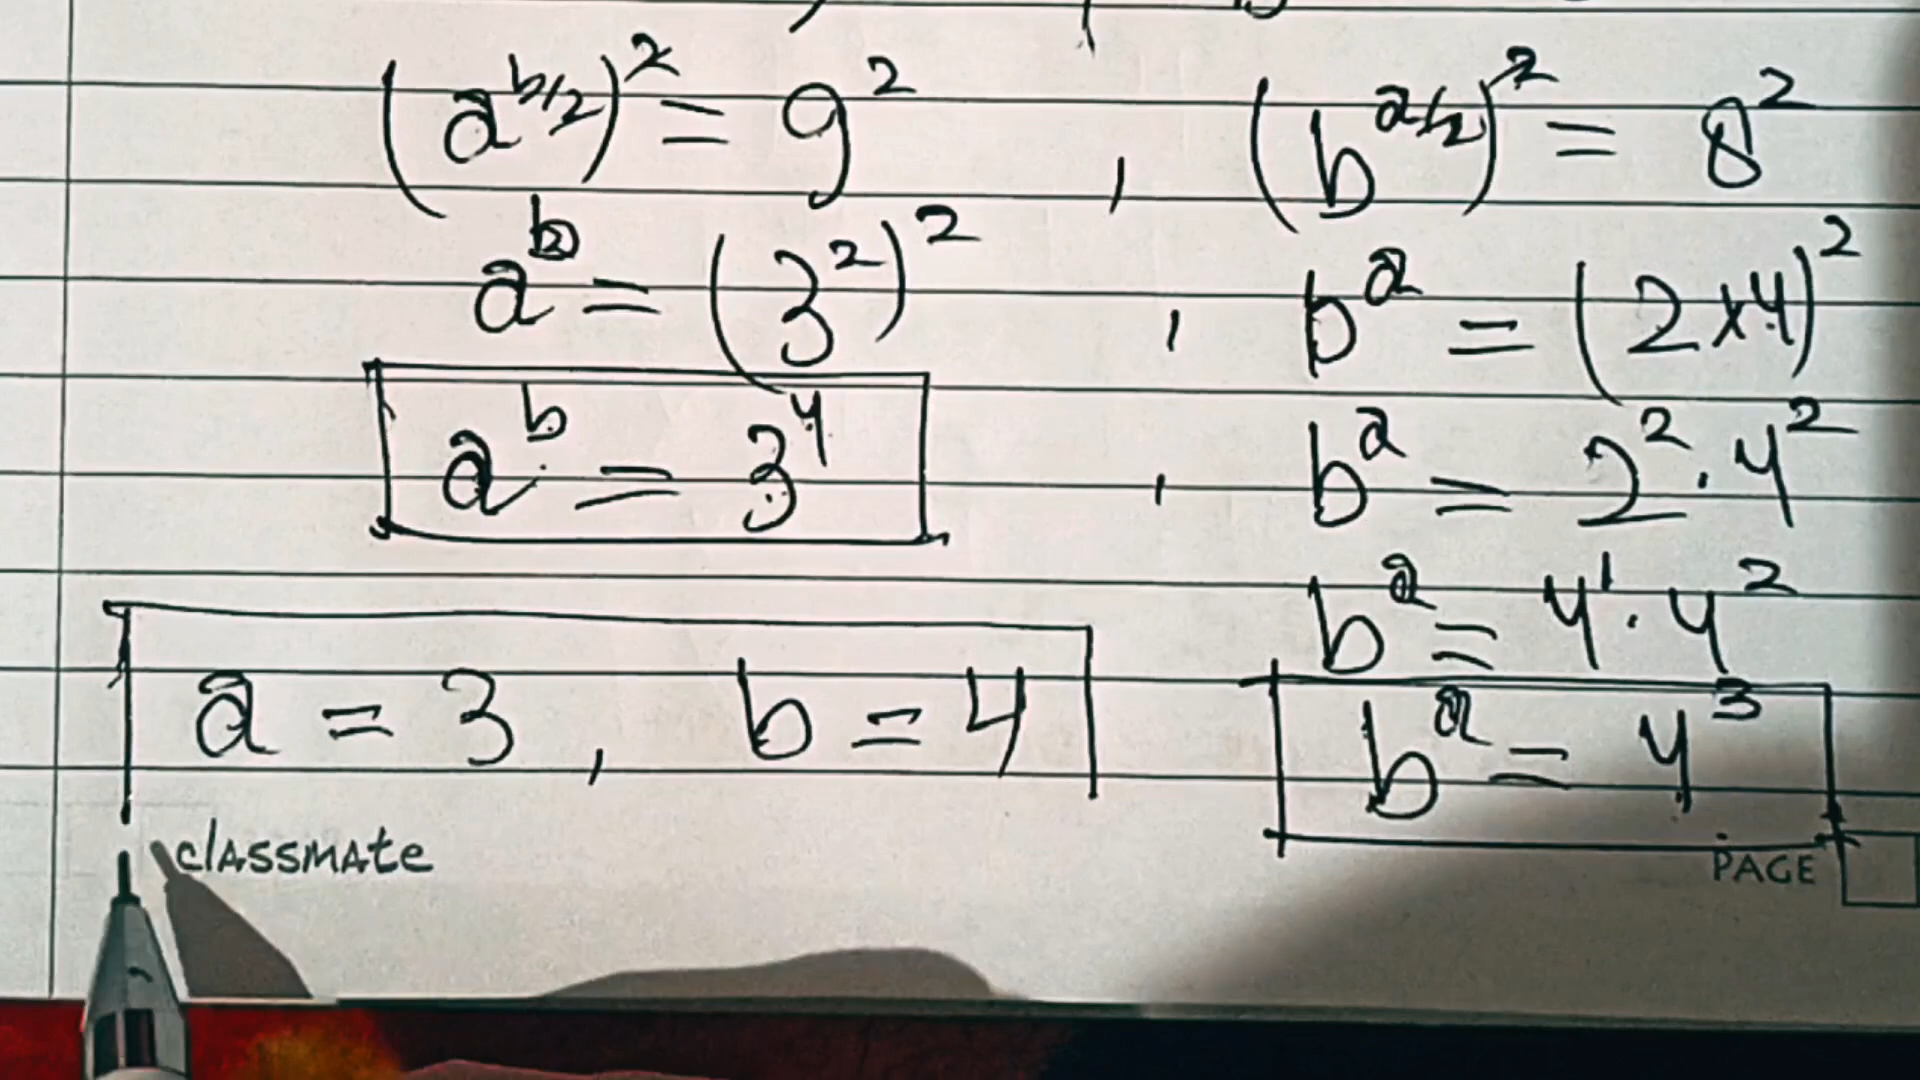 (a^{b/2})^2 = 9^2 , (b^{a/2})^2 = 8^2
a^b = (3^2)^2 , b^a = (2×4)^2
a^b = 3^4 , b^a = 2^2 · 4^2
b^a = 4^1 · 4^2
a = 3 , b = 4
b^a = 4^3
classmate
PAGE